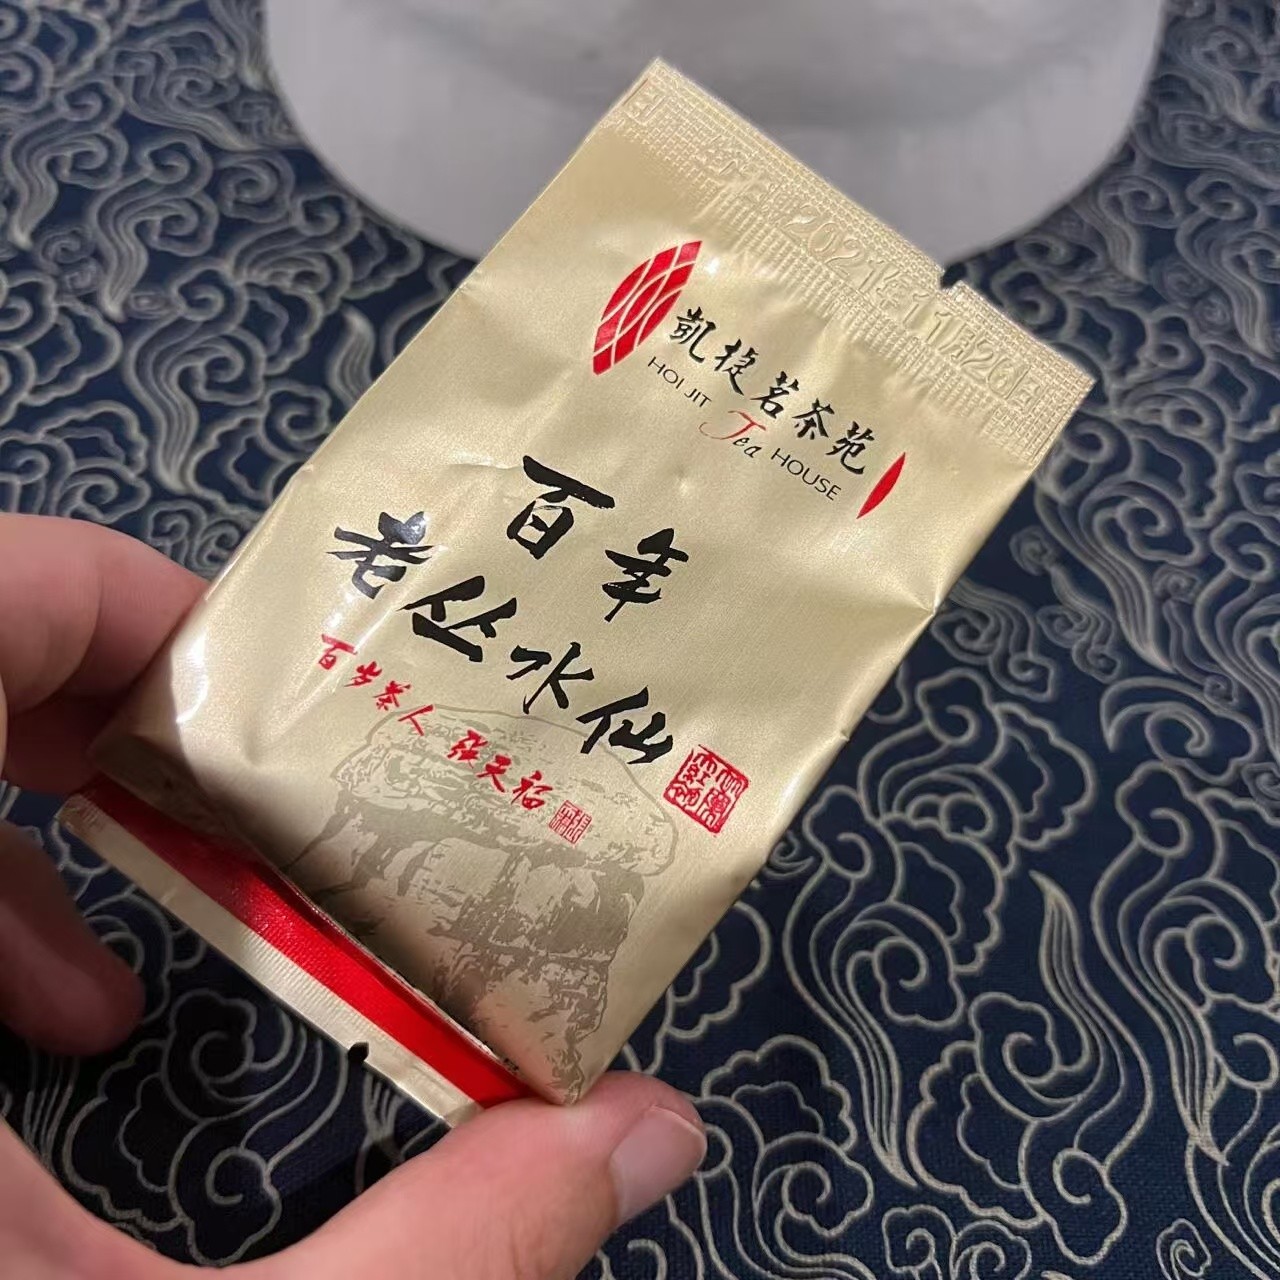 2021年11月26日
凯捷茗茶苑
HOI JIT Tea HOUSE
百年
老丛水仙
百岁茶人 张天福